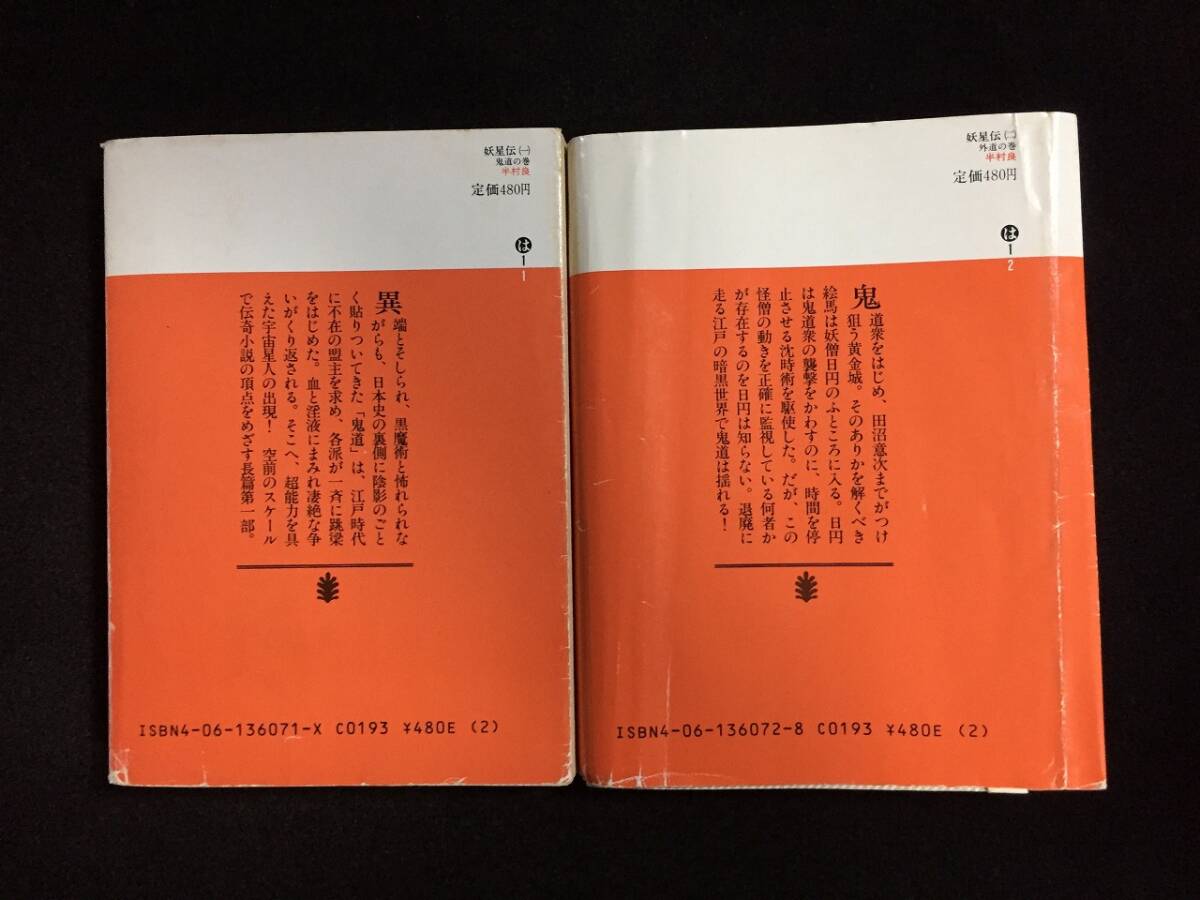 妖星伝(一)
鬼道の巻
半村良
定価480円
は
1
1
異端とそしられ、黒魔術と怖れられな
がらも、日本史の裏側に陰影のごと
く貼りついてきた「鬼道」は、江戸時代
に不在の盟主を求め、各派が一斉に跳梁
をはじめた。血と淫液にまみれ凄絶な争
いがくり返される。そこへ、超能力を具
えた宇宙星人の出現! 空前のスケール
で伝奇小説の頂点をめざす長篇第一部。
ISBN4-06-136071-X C0193 ¥480E (2)
妖星伝(二)
外道の巻
半村良
定価480円
は
1
2
鬼道衆をはじめ、田沼意次までがつけ
狙う黄金城。そのありかを解くべき
絵馬は妖僧日円のふところに入る。日円
は鬼道衆の襲撃をかわすのに、時間を停
止させる沈時術を駆使した。だが、この
怪僧の動きを正確に監視している何者か
が存在するのを日円は知らない。退廃に
走る江戸の暗黒世界で鬼道は揺れる!
ISBN4-06-136072-8 C0193 ¥480E (2)